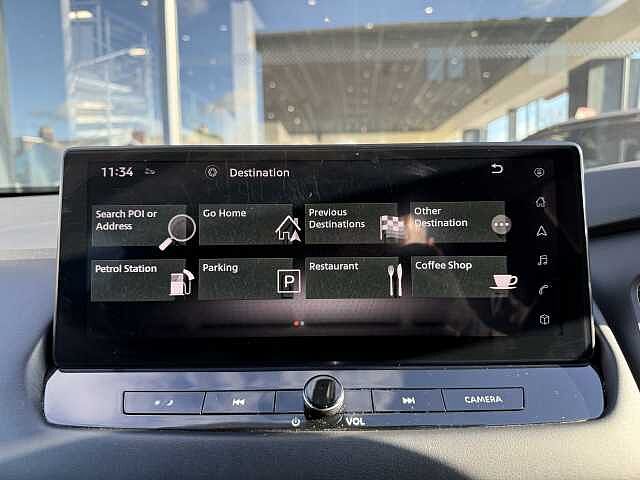 11:34
Destination
Search POI or
Address
Go Home
Previous
Destinations
Other
Destination
Petrol Station
P
Parking
Restaurant
Coffee Shop
VOL
CAMERA